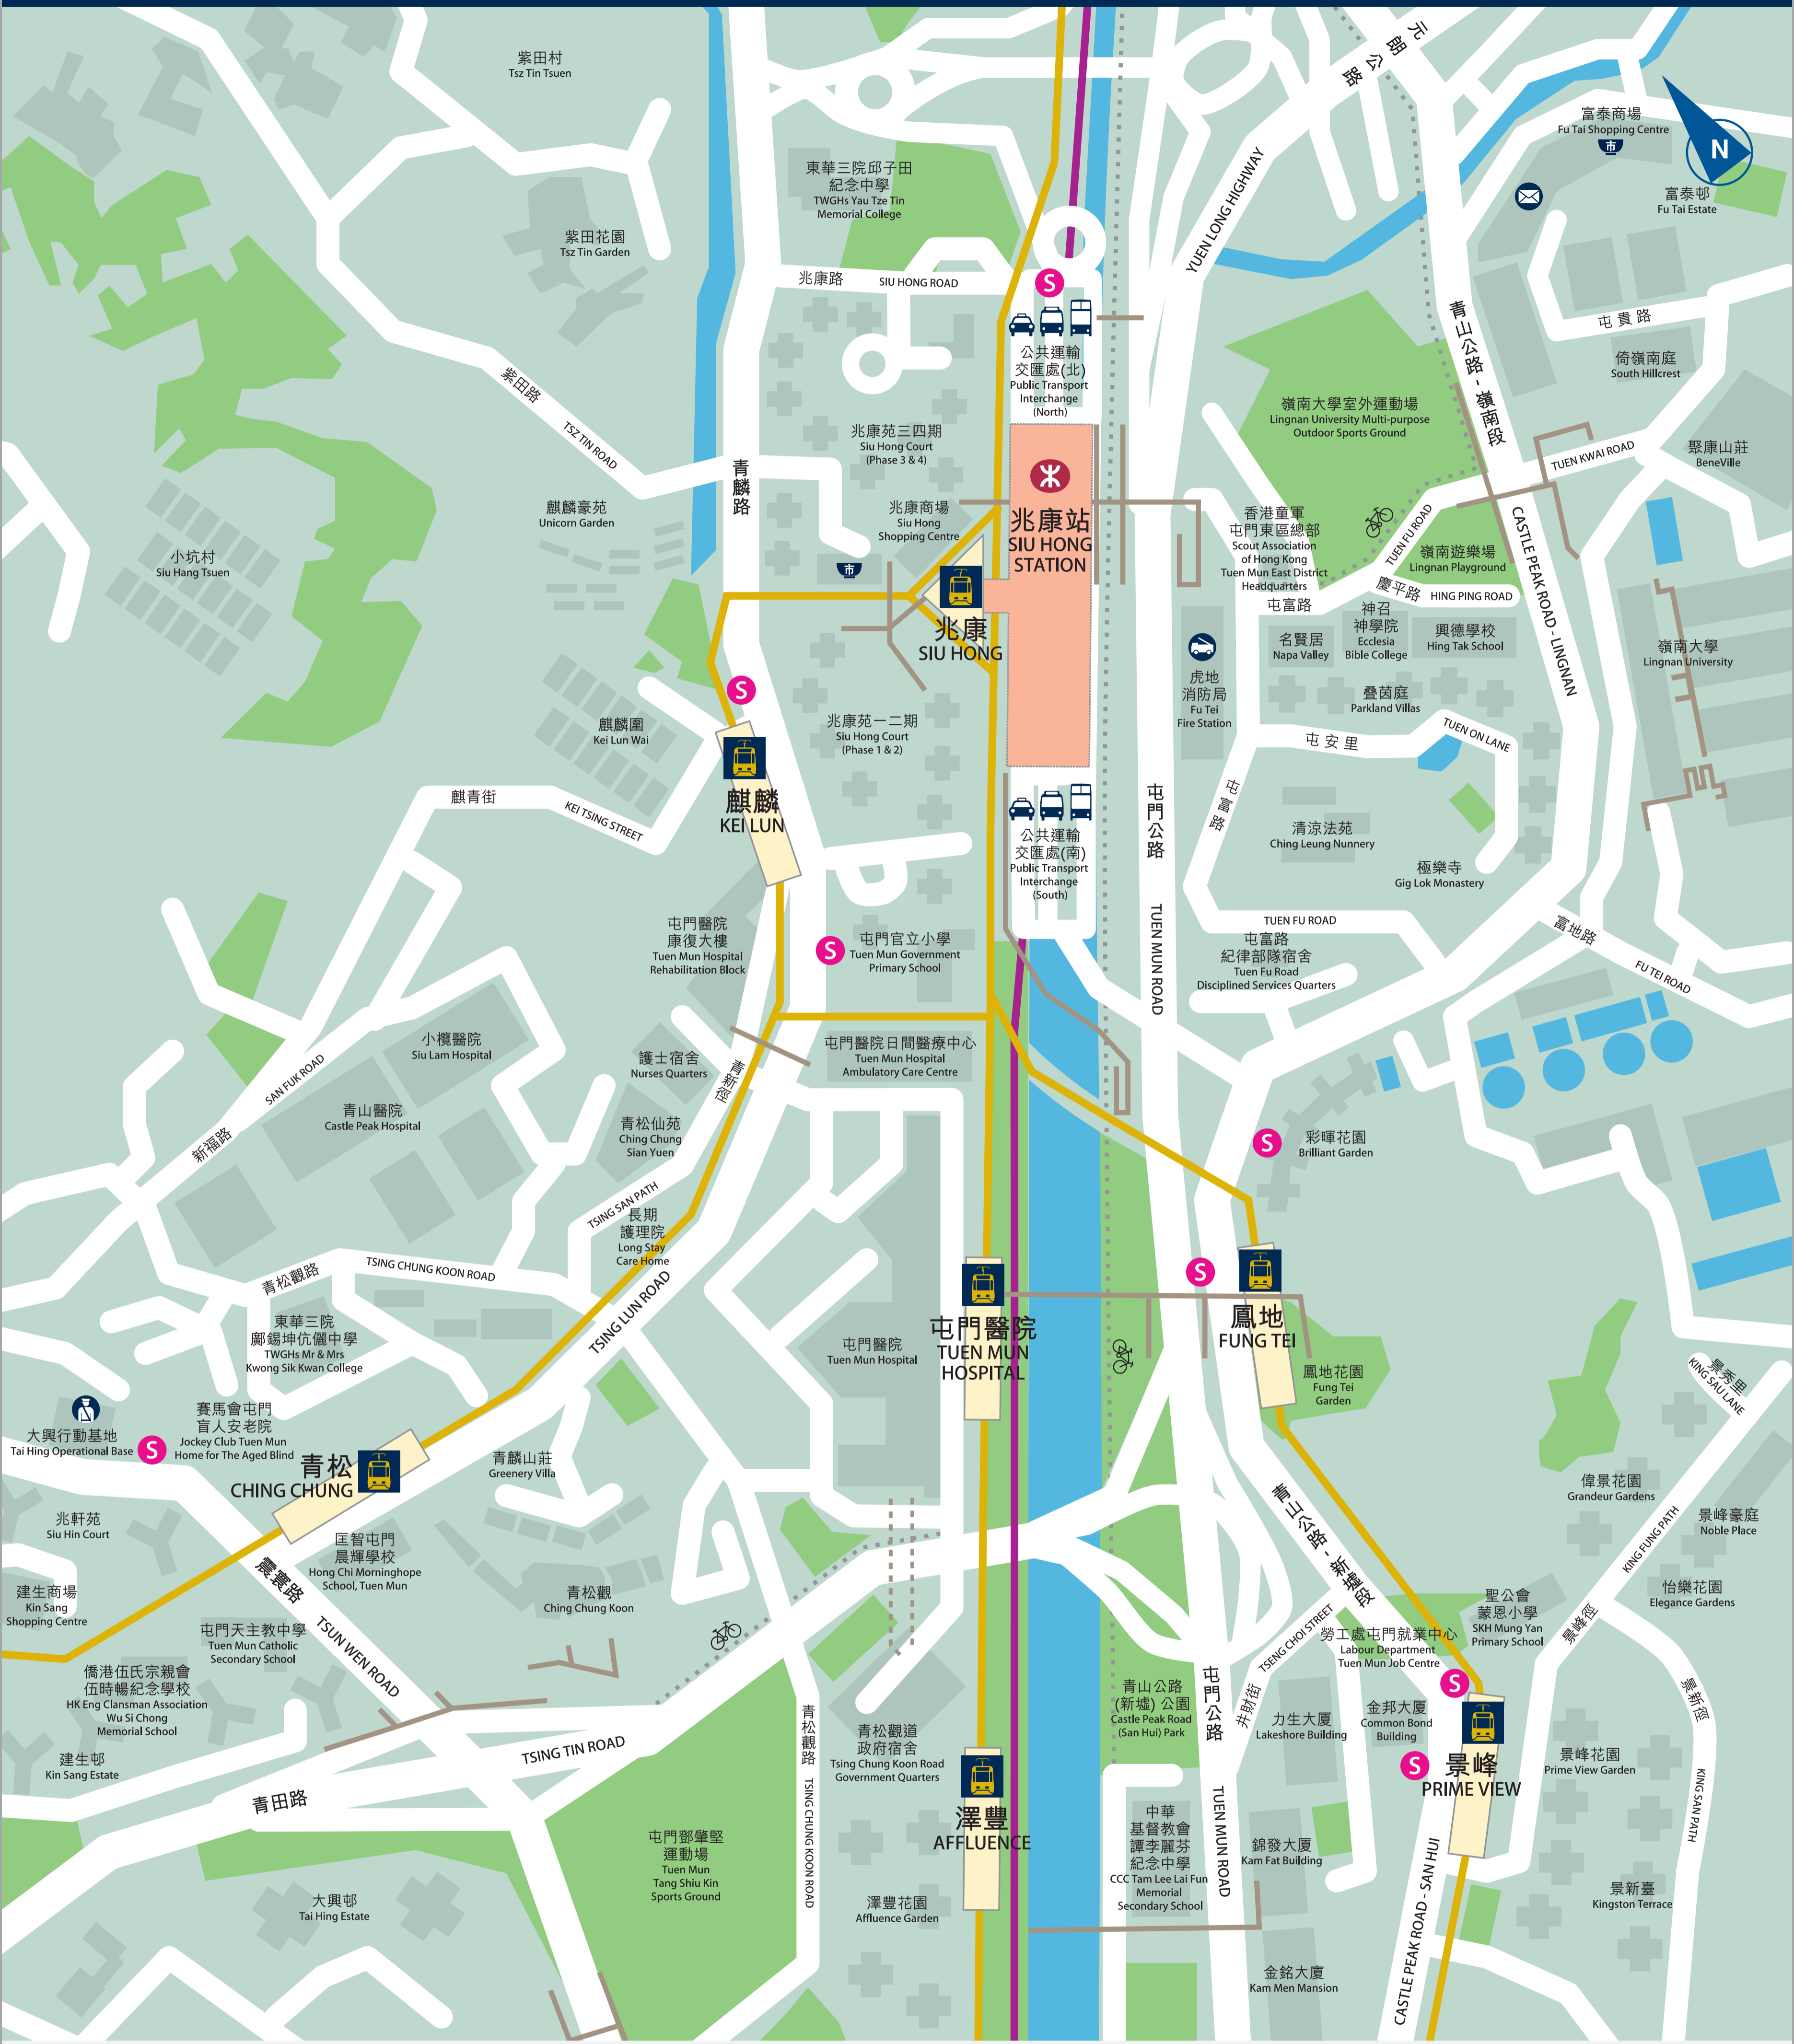 紫田村
Tsz Tin Tsuen
元朗公路
YUEN LONG HIGHWAY
富泰商場
Fu Tai Shopping Centre
市
N
富泰邨
Fu Tai Estate
東華三院邱子田
紀念中學
TWGHs Yau Tze Tin
Memorial College
紫田花園
Tsz Tin Garden
兆康路
SIU HONG ROAD
S
公共運輸
交匯處(北)
Public Transport
Interchange
(North)
青山公路 - 嶺南段
屯貴路
倚嶺南庭
South Hillcrest
紫田路
TSZ TIN ROAD
嶺南大學室外運動場
Lingnan University Multi-purpose
Outdoor Sports Ground
兆康苑三四期
Siu Hong Court
(Phase 3 & 4)
TUEN KWAI ROAD
聚康山莊
BeneVille
青麟路
麒麟豪苑
Unicorn Garden
兆康商場
Siu Hong
Shopping Centre
市
兆康站
SIU HONG
STATION
香港童軍
屯門東區總部
Scout Association
of Hong Kong
Tuen Mun East District
Headquarters
TUEN FU ROAD
嶺南遊樂場
Lingnan Playground
CASTLE PEAK ROAD - LINGNAN
小坑村
Siu Hang Tsuen
慶平路
HING PING ROAD
屯富路
兆康
SIU HONG
神召
神學院
Ecclesia
Bible College
名賢居
Napa Valley
興德學校
Hing Tak School
嶺南大學
Lingnan University
虎地
消防局
Fu Tei
Fire Station
叠茵庭
Parkland Villas
S
麒麟圍
Kei Lun Wai
兆康苑一二期
Siu Hong Court
(Phase 1 & 2)
屯安里
TUEN ON LANE
麒青街
KEI TSING STREET
麒麟
KEI LUN
屯門公路
屯富路
公共運輸
交匯處(南)
Public Transport
Interchange
(South)
清涼法苑
Ching Leung Nunnery
極樂寺
Gig Lok Monastery
TUEN MUN ROAD
TUEN FU ROAD
富地路
FU TEI ROAD
屯門醫院
康復大樓
Tuen Mun Hospital
Rehabilitation Block
S
屯門官立小學
Tuen Mun Government
Primary School
屯富路
紀律部隊宿舍
Tuen Fu Road
Disciplined Services Quarters
小欖醫院
Siu Lam Hospital
護士宿舍
Nurses Quarters
青新徑
屯門醫院日間醫療中心
Tuen Mun Hospital
Ambulatory Care Centre
SAN FUK ROAD
新福路
青山醫院
Castle Peak Hospital
青松仙苑
Ching Chung
Sian Yuen
S
彩暉花園
Brilliant Garden
TSING SAN PATH
長期
護理院
Long Stay
Care Home
青松觀路
TSING CHUNG KOON ROAD
TSING LUN ROAD
S
東華三院
鄺錫坤伉儷中學
TWGHs Mr & Mrs
Kwong Sik Kwan College
屯門醫院
Tuen Mun Hospital
屯門醫院
TUEN MUN
HOSPITAL
鳳地
FUNG TEI
鳳地花園
Fung Tei
Garden
景秀里
KING SAU LANE
大興行動基地
Tai Hing Operational Base
S
賽馬會屯門
盲人安老院
Jockey Club Tuen Mun
Home for The Aged Blind
青松
CHING CHUNG
青麟山莊
Greenery Villa
偉景花園
Grandeur Gardens
景峰豪庭
Noble Place
青山公路 - 新墟段
KING FUNG PATH
景峰徑
兆軒苑
Siu Hin Court
匡智屯門
晨輝學校
Hong Chi Morninghope
School, Tuen Mun
震寰路
TSUN WEN ROAD
建生商場
Kin Sang
Shopping Centre
青松觀
Ching Chung Koon
怡樂花園
Elegance Gardens
聖公會
蒙恩小學
SKH Mung Yan
Primary School
TSENG CHOI STREET
井財街
勞工處屯門就業中心
Labour Department
Tuen Mun Job Centre
屯門天主教中學
Tuen Mun Catholic
Secondary School
僑港伍氏宗親會
伍時暢紀念學校
HK Eng Clansman Association
Wu Si Chong
Memorial School
青山公路
(新墟) 公園
Castle Peak Road
(San Hui) Park
屯門公路
S
力生大廈
Lakeshore Building
金邦大廈
Common Bond
Building
景新徑
建生邨
Kin Sang Estate
TSING TIN ROAD
青田路
青松觀路
TSING CHUNG KOON ROAD
青松觀道
政府宿舍
Tsing Chung Koon Road
Government Quarters
S
景峰
PRIME VIEW
景峰花園
Prime View Garden
KING SAN PATH
澤豐
AFFLUENCE
中華
基督教會
譚李麗芬
紀念中學
CCC Tam Lee Lai Fun
Memorial
Secondary School
TUEN MUN ROAD
錦發大廈
Kam Fat Building
屯門鄧肇堅
運動場
Tuen Mun
Tang Shiu Kin
Sports Ground
大興邨
Tai Hing Estate
澤豐花園
Affluence Garden
景新臺
Kingston Terrace
CASTLE PEAK ROAD - SAN HUI
金銘大廈
Kam Men Mansion